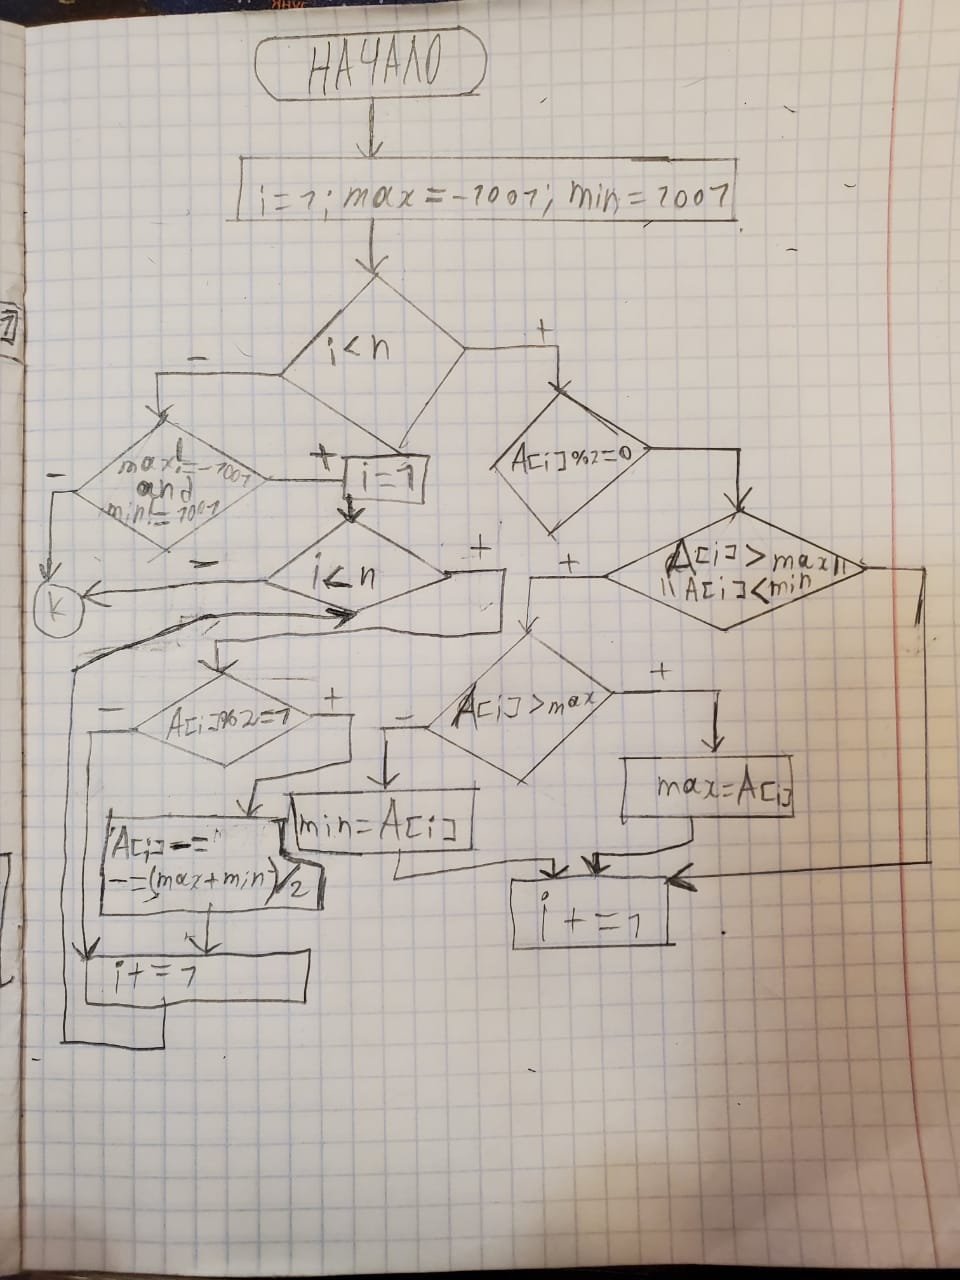 НАЧАЛО
i=1; max=-1001; min=1001
i<n
-
+
max!=-1001
and
min!=1001
-
+
i=1
A[i]%2=0
i<n
-
+
K
A[i]>max||
||A[i]<min
+
A[i]%2=1
-
+
A[i]>max
-
+
max=A[i]
min=A[i]
A[i]-=
-=(max+min)/2
i+=1
i+=1